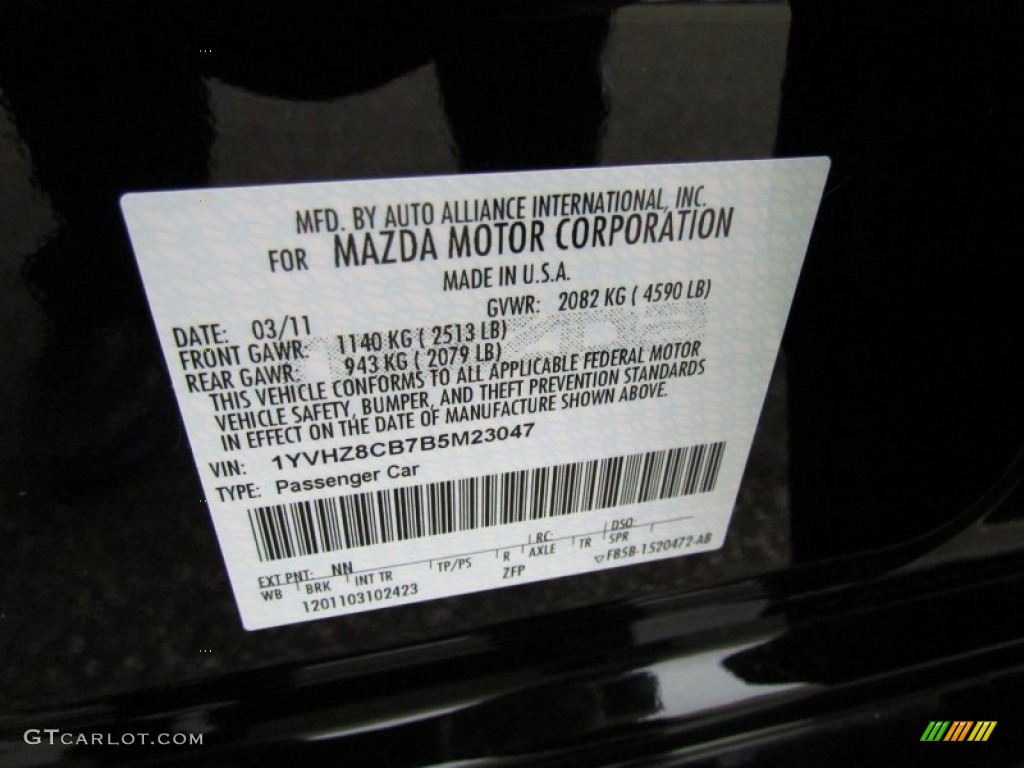 MFD. BY AUTO ALLIANCE INTERNATIONAL, INC.
FOR MAZDA MOTOR CORPORATION
MADE IN U.S.A.
DATE: 03/11 GVWR: 2082 KG ( 4590 LB)
FRONT GAWR: 1140 KG ( 2513 LB)
REAR GAWR: 943 KG ( 2079 LB)
THIS VEHICLE CONFORMS TO ALL APPLICABLE FEDERAL MOTOR
VEHICLE SAFETY, BUMPER, AND THEFT PREVENTION STANDARDS
IN EFFECT ON THE DATE OF MANUFACTURE SHOWN ABOVE.
VIN: 1YVHZ8CB7B5M23047
TYPE: Passenger Car
EXT PNT: NN RC: DSO:
WB BRK INT TR TP/PS R AXLE TR SPR
1201103102423 ZFP ▽F85B-1520472-AB
GTCARLOT.COM